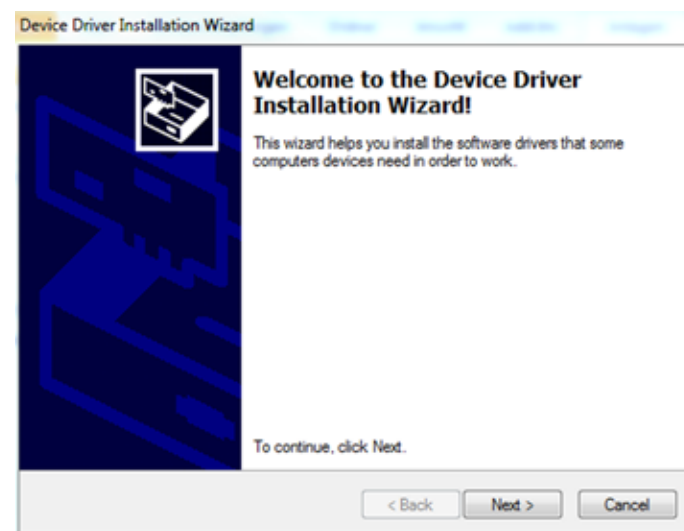 Device Driver Installation Wizard
Welcome to the Device Driver
Installation Wizard!
This wizard helps you install the software drivers that some
computers devices need in order to work.
To continue, click Next.
< Back
Next >
Cancel